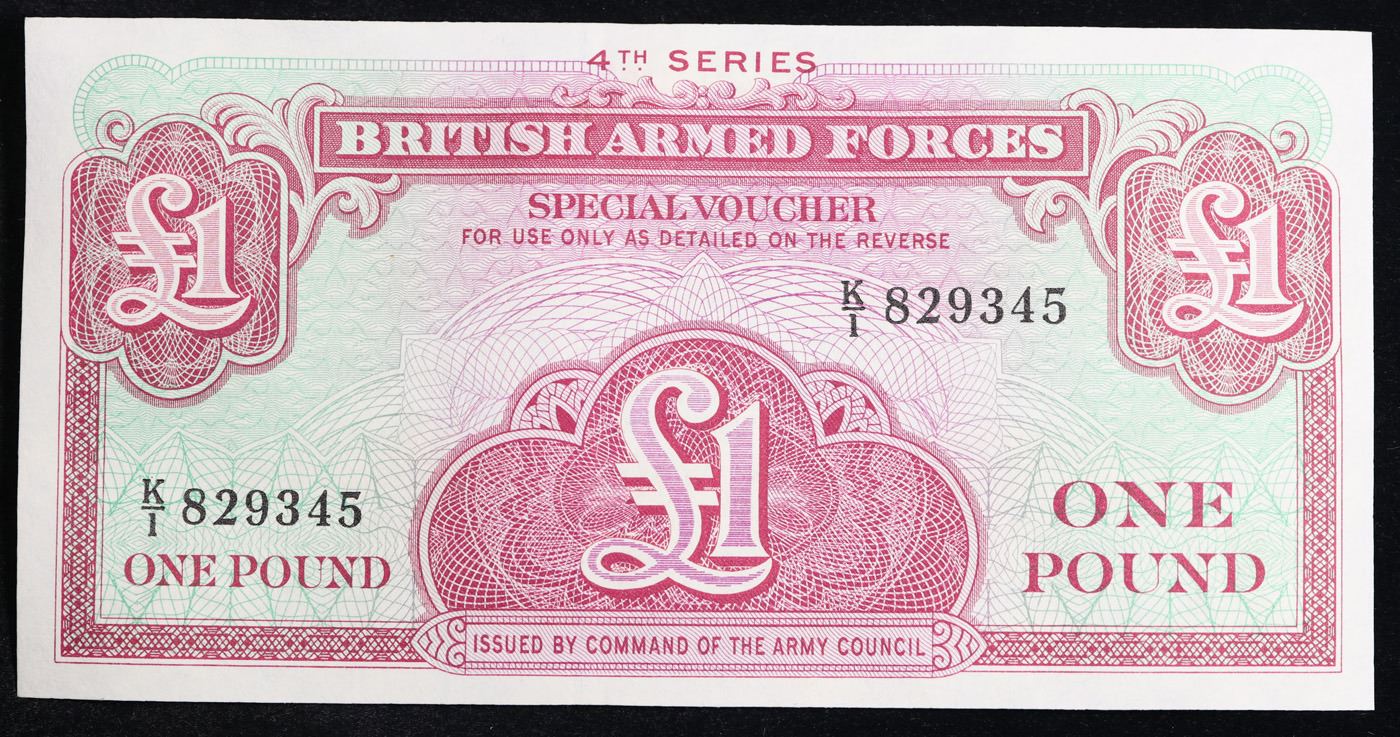 4TH SERIES
BRITISH ARMED FORCES
£1
£1
SPECIAL VOUCHER
FOR USE ONLY AS DETAILED ON THE REVERSE
K/1 829345
£1
K/1 829345
ONE POUND
ONE
POUND
ISSUED BY COMMAND OF THE ARMY COUNCIL